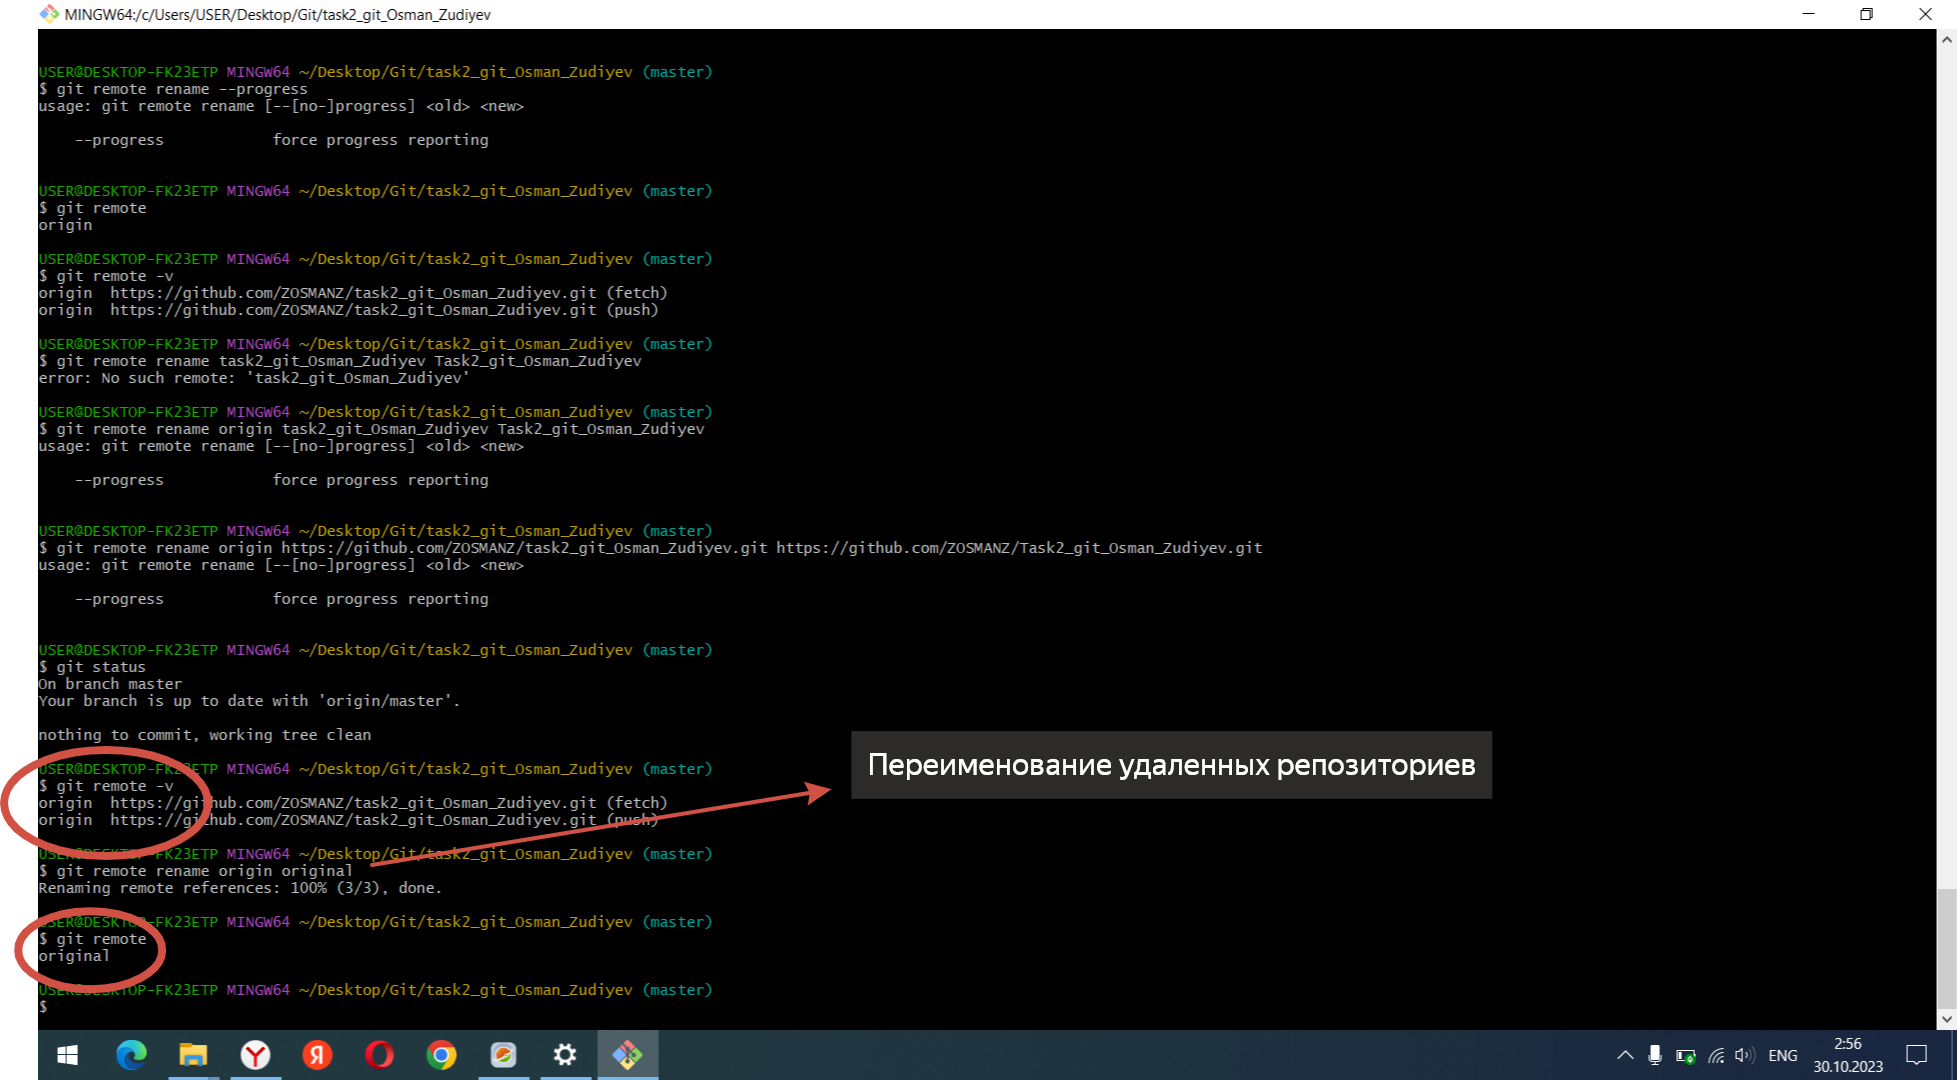 MINGW64:/c/Users/USER/Desktop/Git/task2_git_Osman_Zudiyev
USER@DESKTOP-FK23ETP MINGW64 ~/Desktop/Git/task2_git_Osman_Zudiyev (master)
$ git remote rename --progress
usage: git remote rename [--[no-]progress] <old> <new>
--progress            force progress reporting
USER@DESKTOP-FK23ETP MINGW64 ~/Desktop/Git/task2_git_Osman_Zudiyev (master)
$ git remote
origin
USER@DESKTOP-FK23ETP MINGW64 ~/Desktop/Git/task2_git_Osman_Zudiyev (master)
$ git remote -v
origin  https://github.com/ZOSMANZ/task2_git_Osman_Zudiyev.git (fetch)
origin  https://github.com/ZOSMANZ/task2_git_Osman_Zudiyev.git (push)
USER@DESKTOP-FK23ETP MINGW64 ~/Desktop/Git/task2_git_Osman_Zudiyev (master)
$ git remote rename task2_git_Osman_Zudiyev Task2_git_Osman_Zudiyev
error: No such remote: 'task2_git_Osman_Zudiyev'
USER@DESKTOP-FK23ETP MINGW64 ~/Desktop/Git/task2_git_Osman_Zudiyev (master)
$ git remote rename origin task2_git_Osman_Zudiyev Task2_git_Osman_Zudiyev
usage: git remote rename [--[no-]progress] <old> <new>
--progress            force progress reporting
USER@DESKTOP-FK23ETP MINGW64 ~/Desktop/Git/task2_git_Osman_Zudiyev (master)
$ git remote rename origin https://github.com/ZOSMANZ/task2_git_Osman_Zudiyev.git https://github.com/ZOSMANZ/Task2_git_Osman_Zudiyev.git
usage: git remote rename [--[no-]progress] <old> <new>
--progress            force progress reporting
USER@DESKTOP-FK23ETP MINGW64 ~/Desktop/Git/task2_git_Osman_Zudiyev (master)
$ git status
On branch master
Your branch is up to date with 'origin/master'.
nothing to commit, working tree clean
Переименование удаленных репозиториев
USER@DESKTOP-FK23ETP MINGW64 ~/Desktop/Git/task2_git_Osman_Zudiyev (master)
$ git remote -v
origin  https://github.com/ZOSMANZ/task2_git_Osman_Zudiyev.git (fetch)
origin  https://github.com/ZOSMANZ/task2_git_Osman_Zudiyev.git (push)
USER@DESKTOP-FK23ETP MINGW64 ~/Desktop/Git/task2_git_Osman_Zudiyev (master)
$ git remote rename origin original
Renaming remote references: 100% (3/3), done.
USER@DESKTOP-FK23ETP MINGW64 ~/Desktop/Git/task2_git_Osman_Zudiyev (master)
$ git remote
original
USER@DESKTOP-FK23ETP MINGW64 ~/Desktop/Git/task2_git_Osman_Zudiyev (master)
$
ENG
2:56
30.10.2023